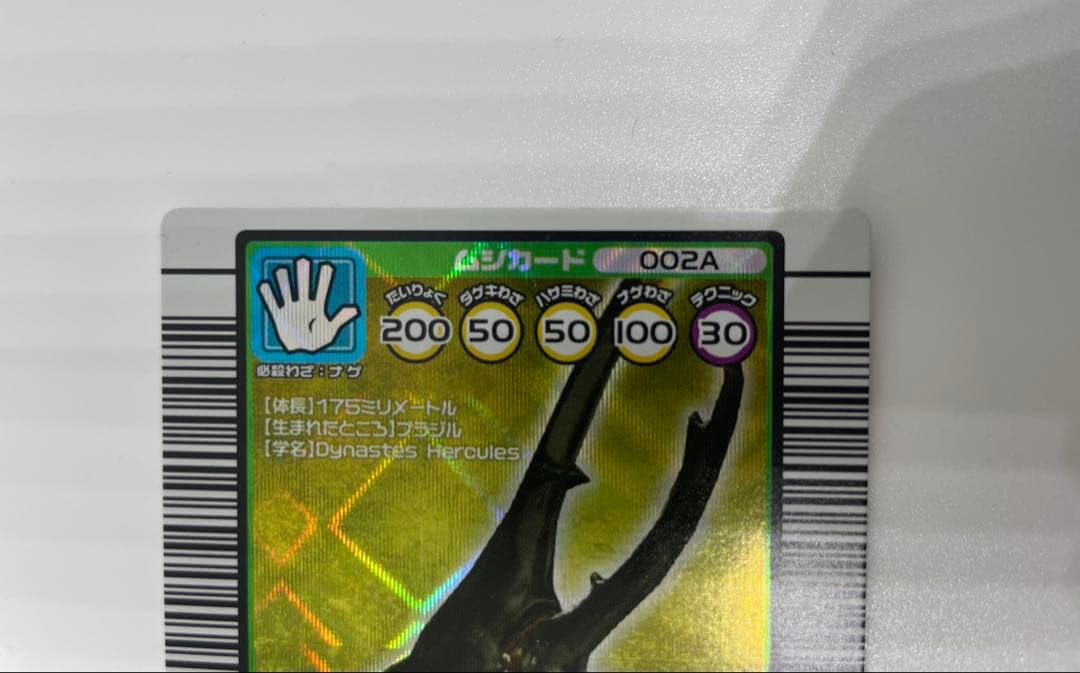 ムシカード 002A
たいりょく ダゲキわざ ハサミわざ ナゲわざ テクニック
200 50 50 100 30
必殺わざ:ナゲ
【体長】175ミリメートル
【生まれたところ】ブラジル
【学名】Dynastes Hercules